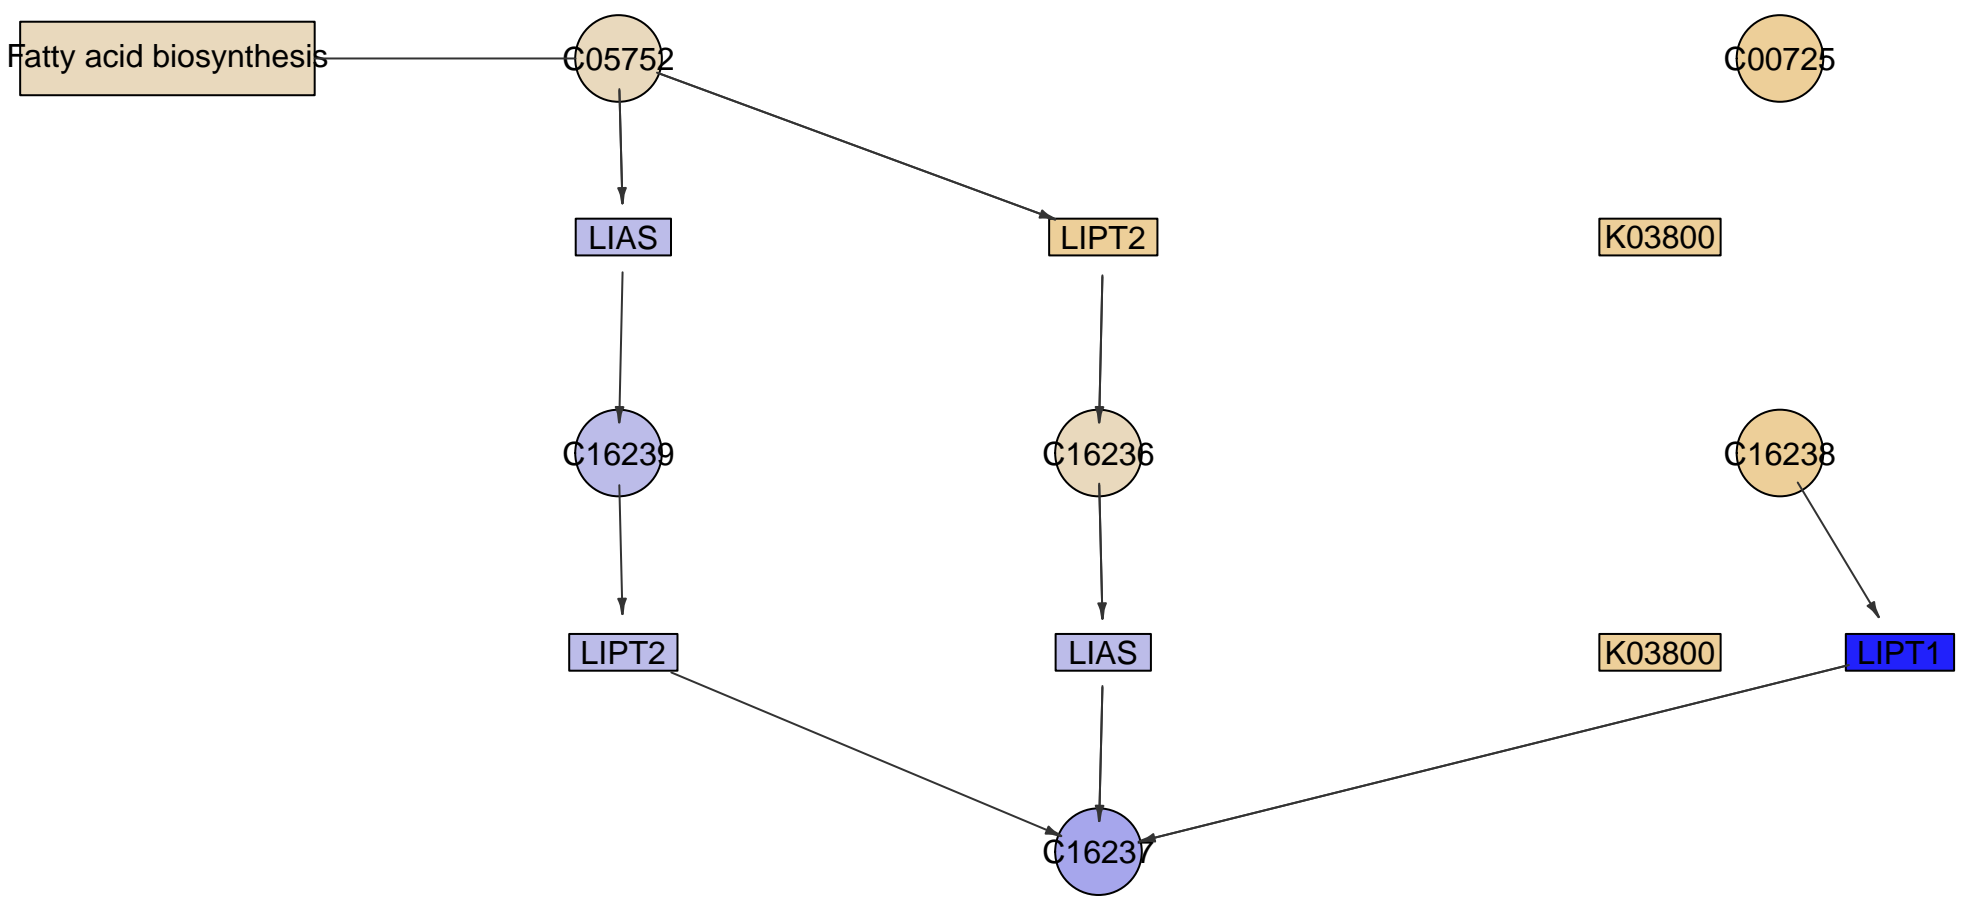 Fatty acid biosynthesis
C05752
C00725
LIAS
LIPT2
K03800
C16239
C16236
C16238
LIPT2
LIAS
K03800
LIPT1
C16237